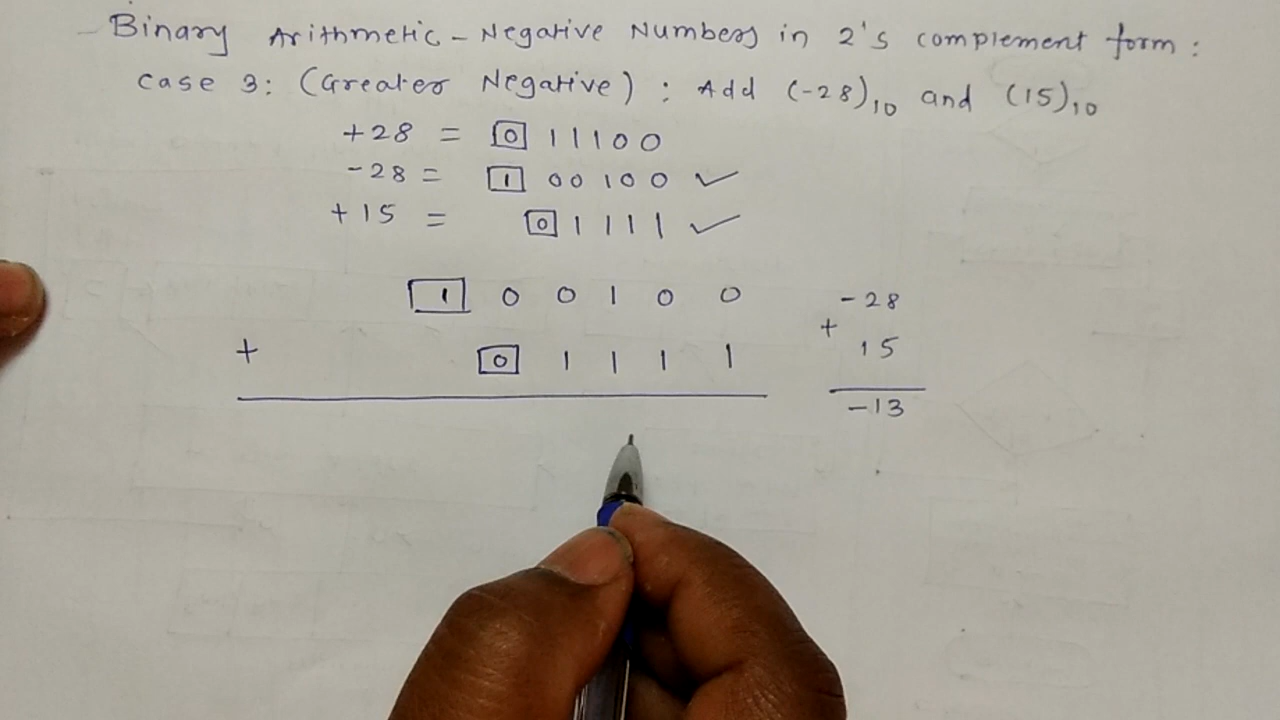 Binary Arithmetic - Negative Numbers in 2's complement form :
Case 3: (Greater Negative) : Add (-28)10 and (15)10
+28 = 0 11100
-28 = 1 00100 ✓
+15 = 0 1111 ✓
1 0 0 1 0 0 -28
+ 0 1 1 1 1 + 15
-13